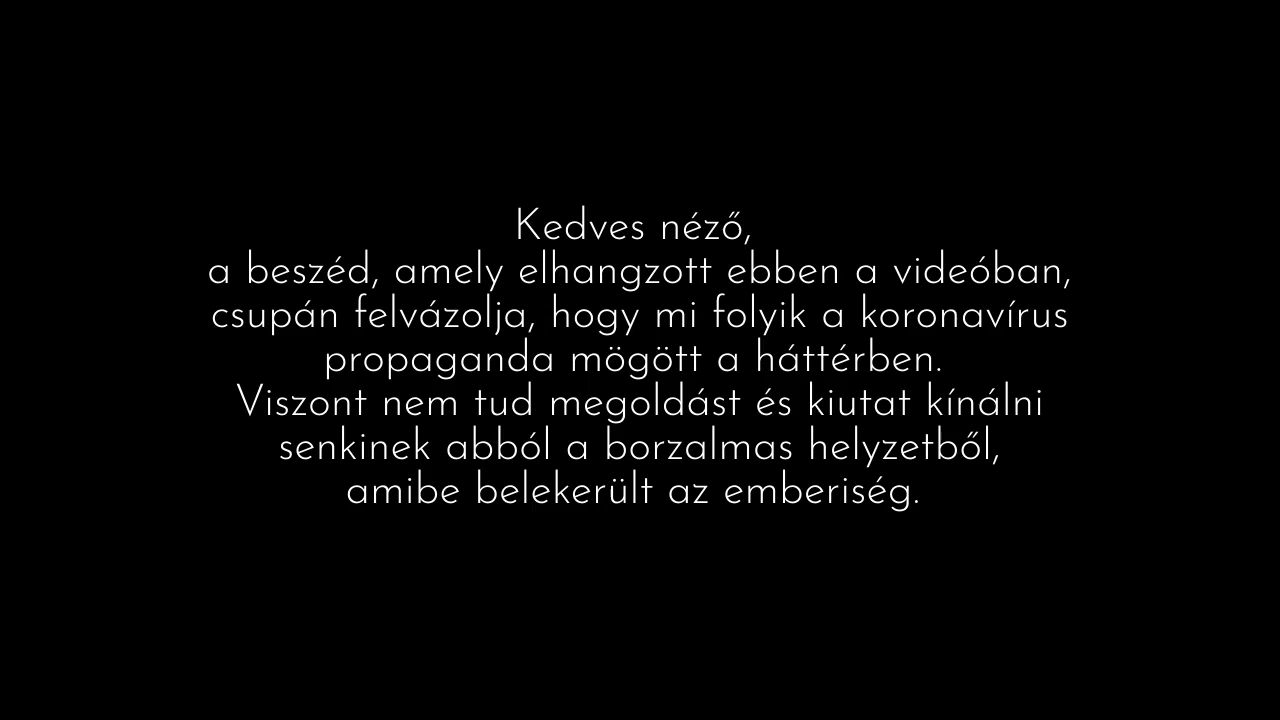 Kedves néző,
a beszéd, amely elhangzott ebben a videóban,
csupán felvázolja, hogy mi folyik a koronavírus
propaganda mögött a háttérben.
Viszont nem tud megoldást és kiutat kínálni
senkinek abból a borzalmas helyzetből,
amibe belekerült az emberiség.